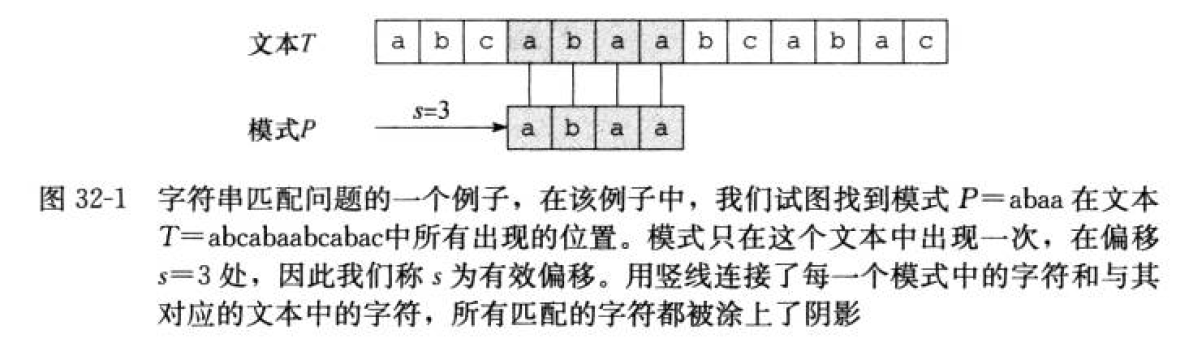 文本T a b c a b a a b c a b a c
s=3
模式P a b a a
图 32-1 字符串匹配问题的一个例子，在该例子中，我们试图找到模式 P＝abaa 在文本
T＝abcabaabcabac中所有出现的位置。模式只在这个文本中出现一次，在偏移
s＝3 处，因此我们称 s 为有效偏移。用竖线连接了每一个模式中的字符和与其
对应的文本中的字符，所有匹配的字符都被涂上了阴影